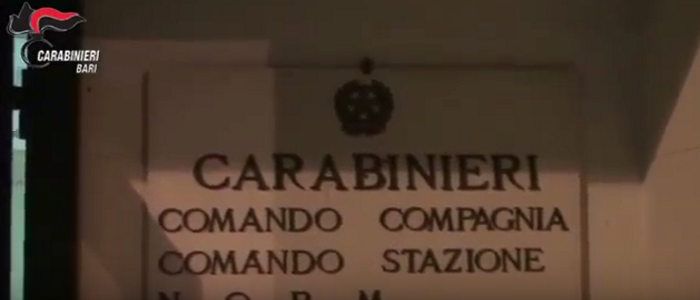 CARABINIERI
BARI
CARABINIERI
COMANDO COMPAGNIA
COMANDO STAZIONE
N O R M